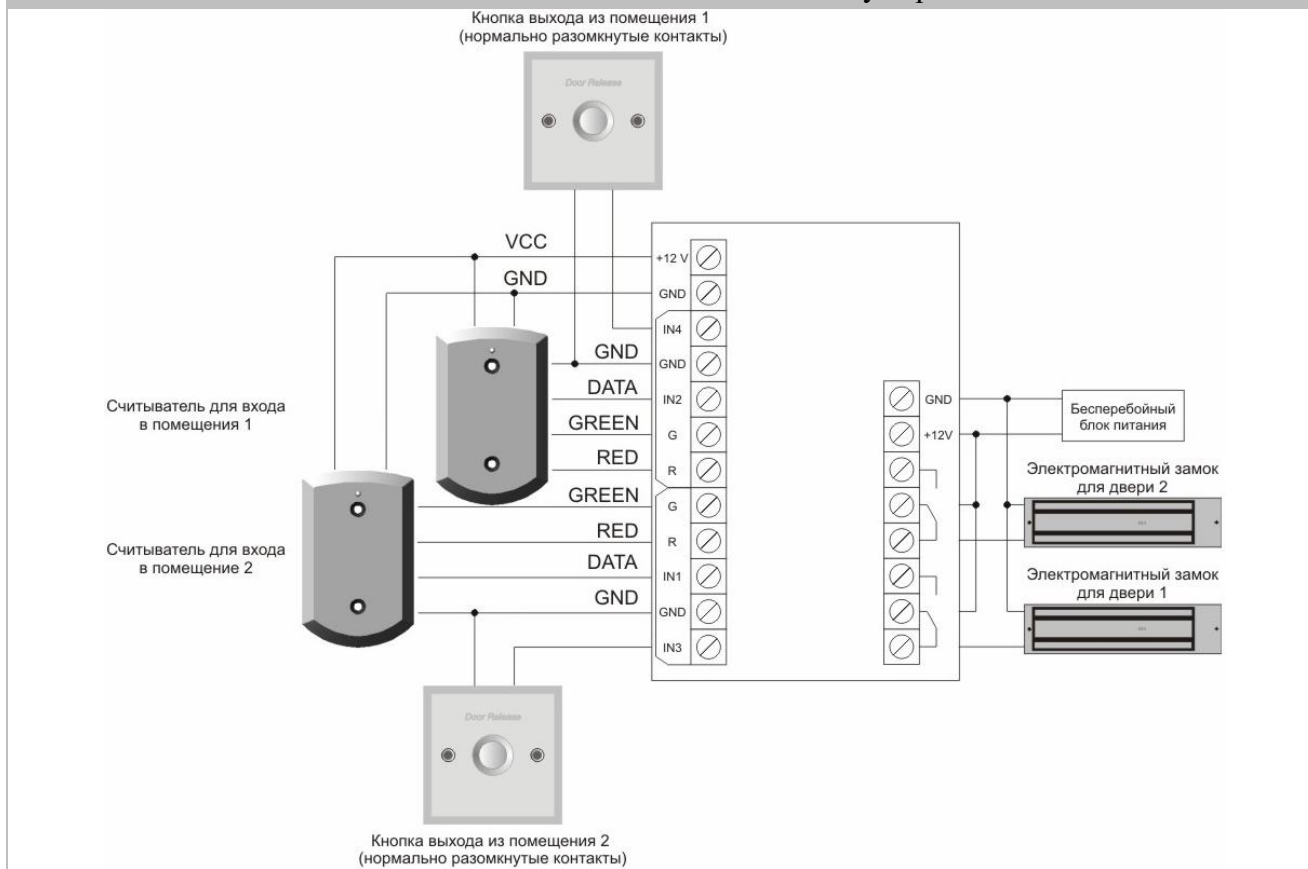 Кнопка выхода из помещения 1
(нормально разомкнутые контакты)
Door Release
VCC
+12 V
GND
GND
IN4
GND
GND
DATA
IN2
GREEN
G
RED
R
GREEN
G
RED
R
DATA
IN1
GND
GND
IN3
Считыватель для входа
в помещения 1
Считыватель для входа
в помещение 2
GND
+12V
Бесперебойный
блок питания
Электромагнитный замок
для двери 2
Электромагнитный замок
для двери 1
Door Release
Кнопка выхода из помещения 2
(нормально разомкнутые контакты)